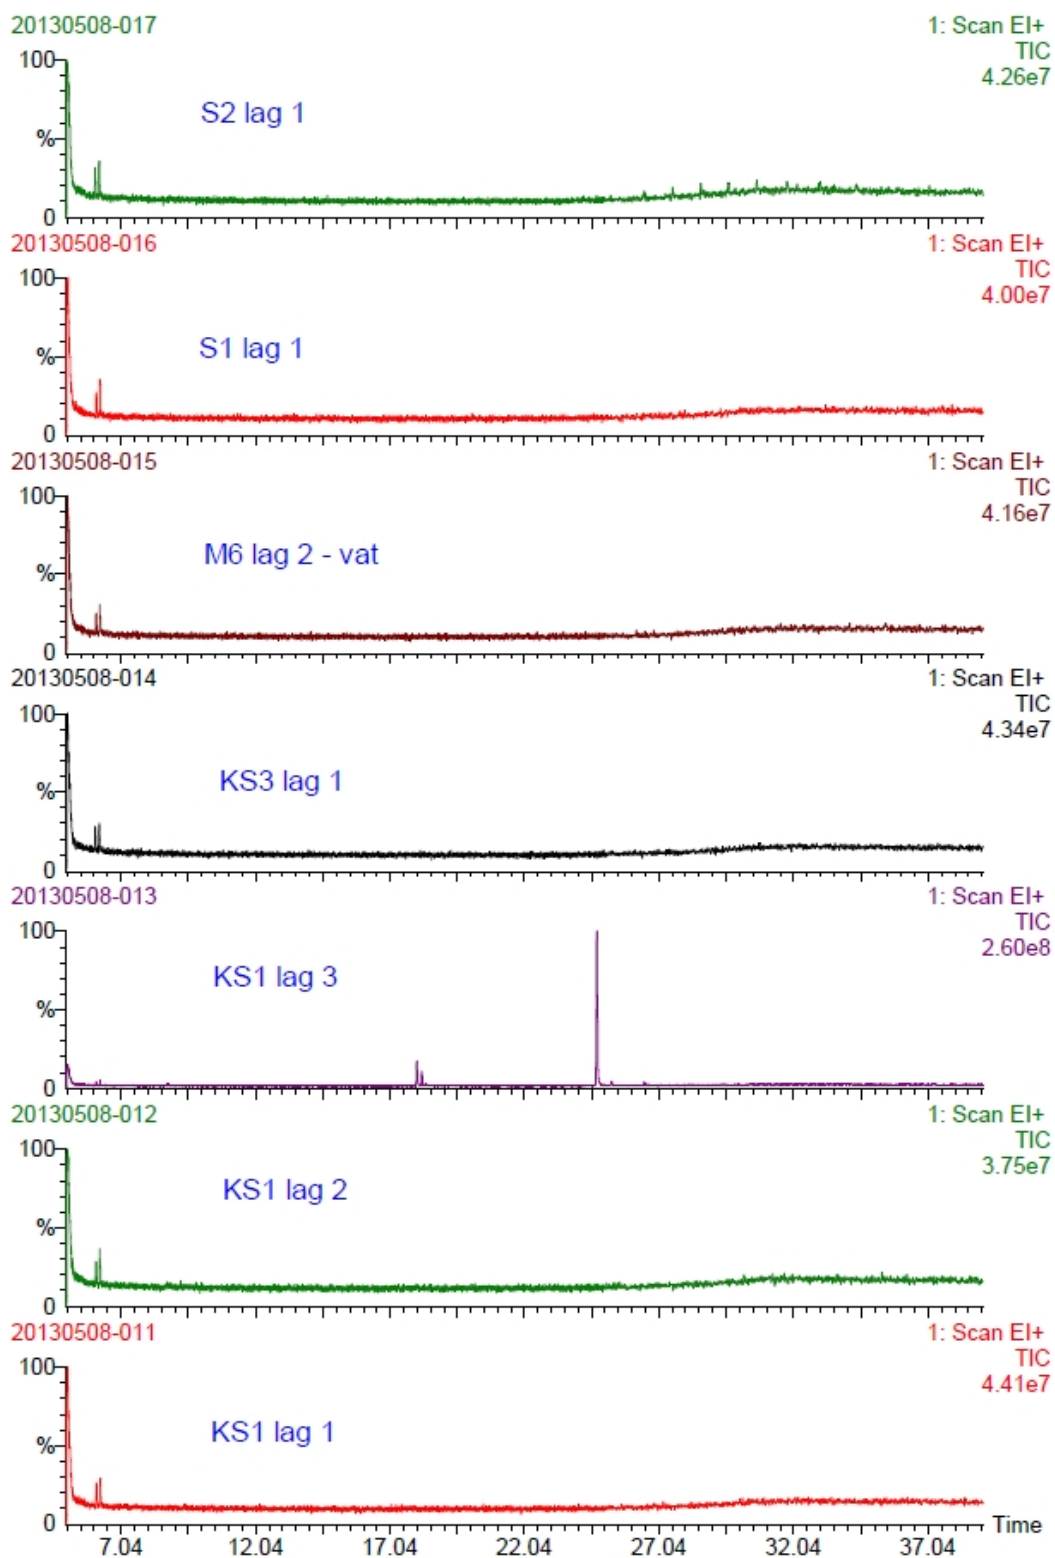 20130508-017
1: Scan EI+
TIC
4.26e7
100
%
0
S2 lag 1
20130508-016
1: Scan EI+
TIC
4.00e7
100
%
0
S1 lag 1
20130508-015
1: Scan EI+
TIC
4.16e7
100
%
0
M6 lag 2 - vat
20130508-014
1: Scan EI+
TIC
4.34e7
100
%
0
KS3 lag 1
20130508-013
1: Scan EI+
TIC
2.60e8
100
%
0
KS1 lag 3
20130508-012
1: Scan EI+
TIC
3.75e7
100
%
0
KS1 lag 2
20130508-011
1: Scan EI+
TIC
4.41e7
100
%
0
KS1 lag 1
Time
7.04 12.04 17.04 22.04 27.04 32.04 37.04